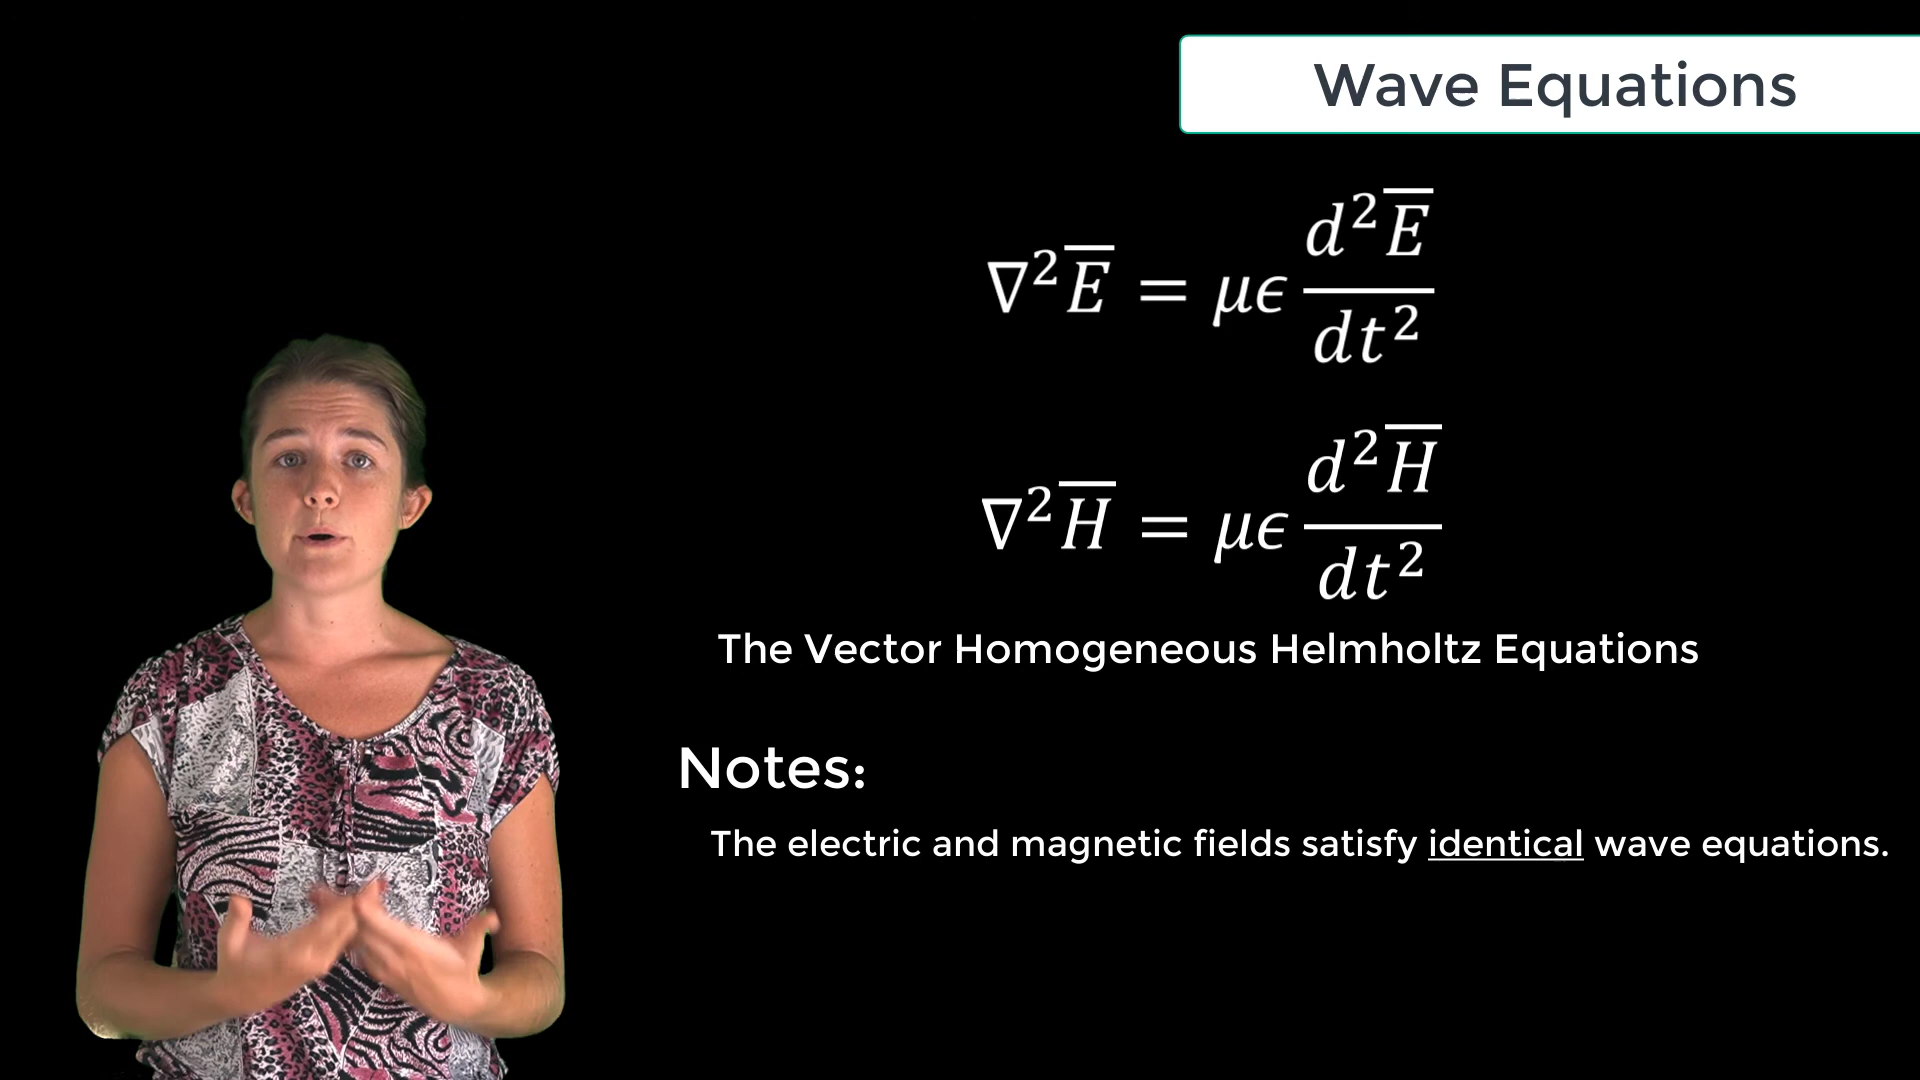 Wave Equations
∇²E̅ = μϵ d²E̅/dt²
∇²H̅ = μϵ d²H̅/dt²
The Vector Homogeneous Helmholtz Equations
Notes:
The electric and magnetic fields satisfy identical wave equations.